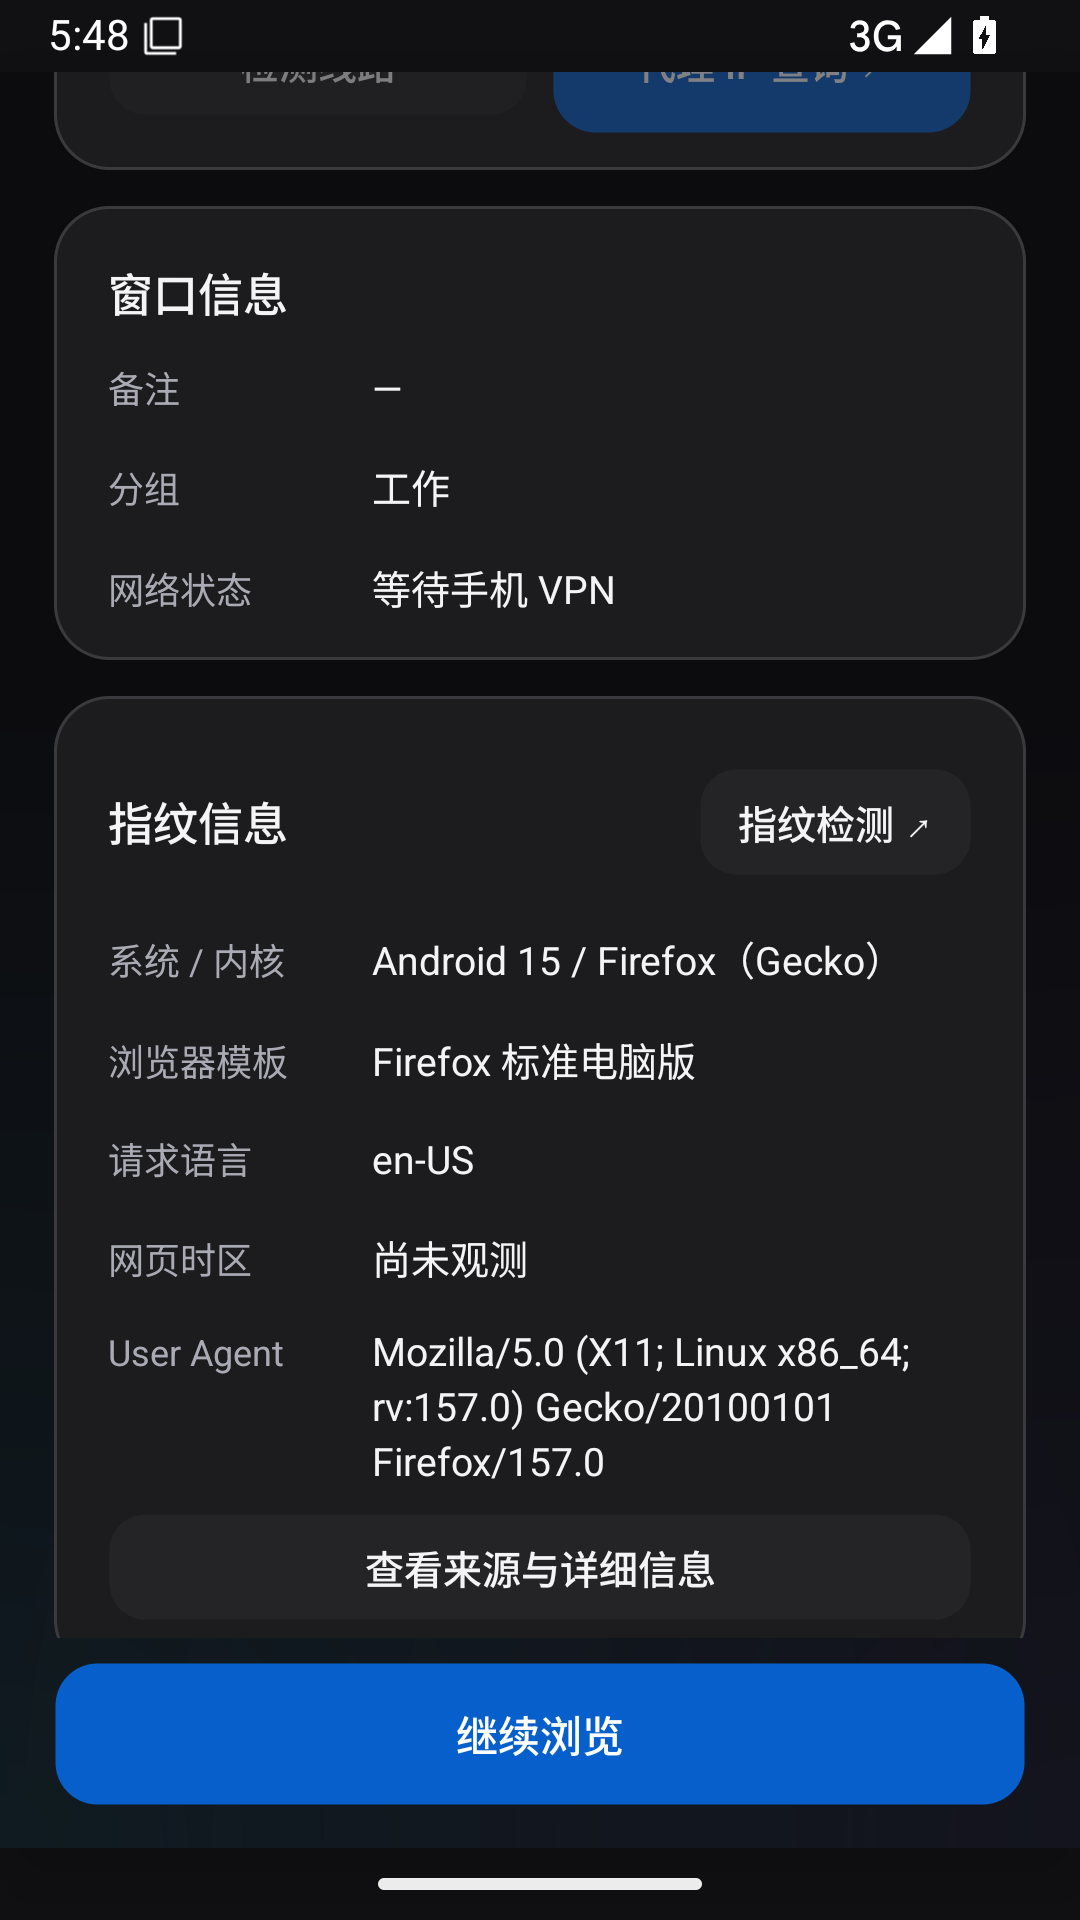 5:48
3G
窗口信息
备注
—
分组
工作
网络状态
等待手机 VPN
指纹信息
指纹检测 ↗
系统 / 内核
Android 15 / Firefox（Gecko）
浏览器模板
Firefox 标准电脑版
请求语言
en-US
网页时区
尚未观测
User Agent
Mozilla/5.0 (X11; Linux x86_64;
rv:157.0) Gecko/20100101
Firefox/157.0
查看来源与详细信息
继续浏览